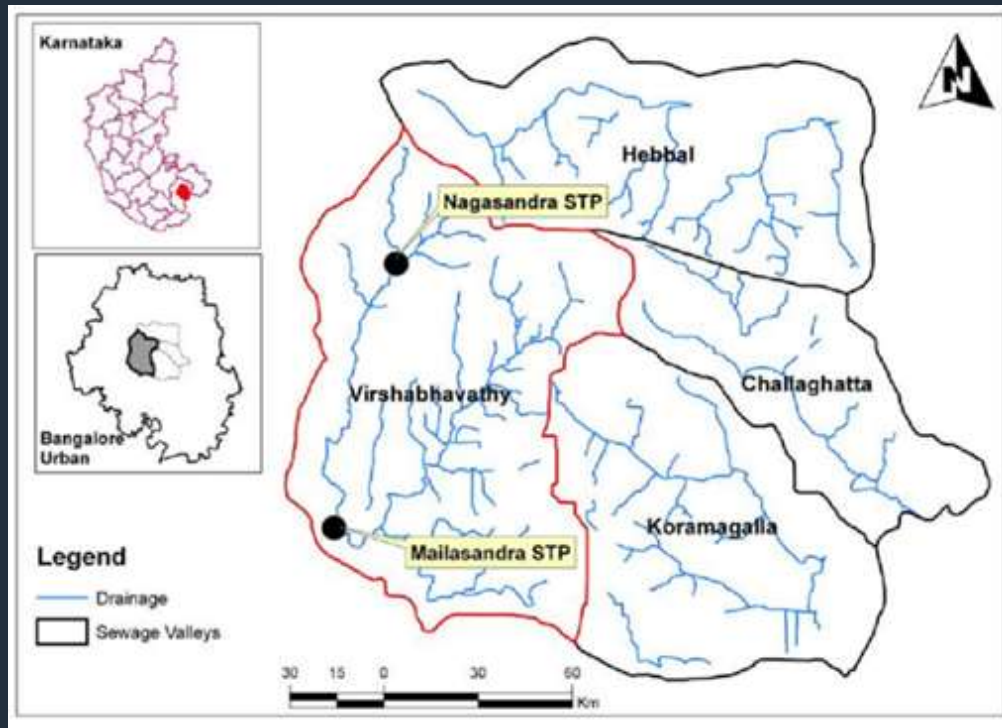 Karnataka
N
Hebbal
Nagasandra STP
Virshabhavathy
Challaghatta
Bangalore
Urban
Koramagalla
Mailasandra STP
Legend
Drainage
Sewage Valleys
30 15 0 30 60
Km